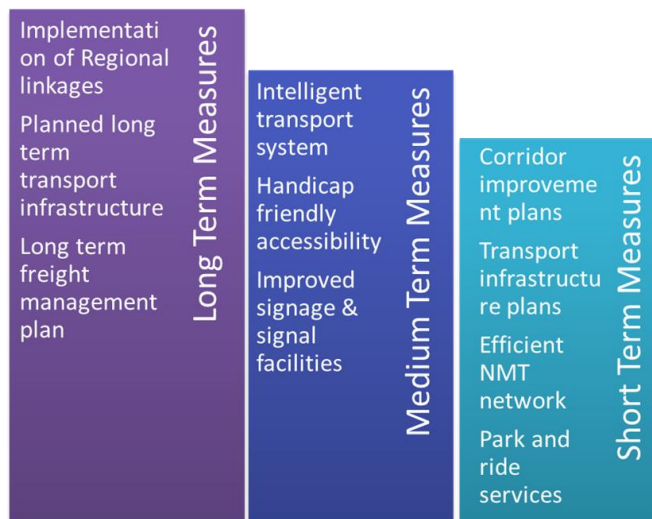 Implementati
on of Regional
linkages
Planned long
term
transport
infrastructure
Long term
freight
management
plan
Long Term Measures
Intelligent
transport
system
Handicap
friendly
accessibility
Improved
signage &
signal
facilities
Medium Term Measures
Corridor
improveme
nt plans
Transport
infrastructu
re plans
Efficient
NMT
network
Park and
ride
services
Short Term Measures